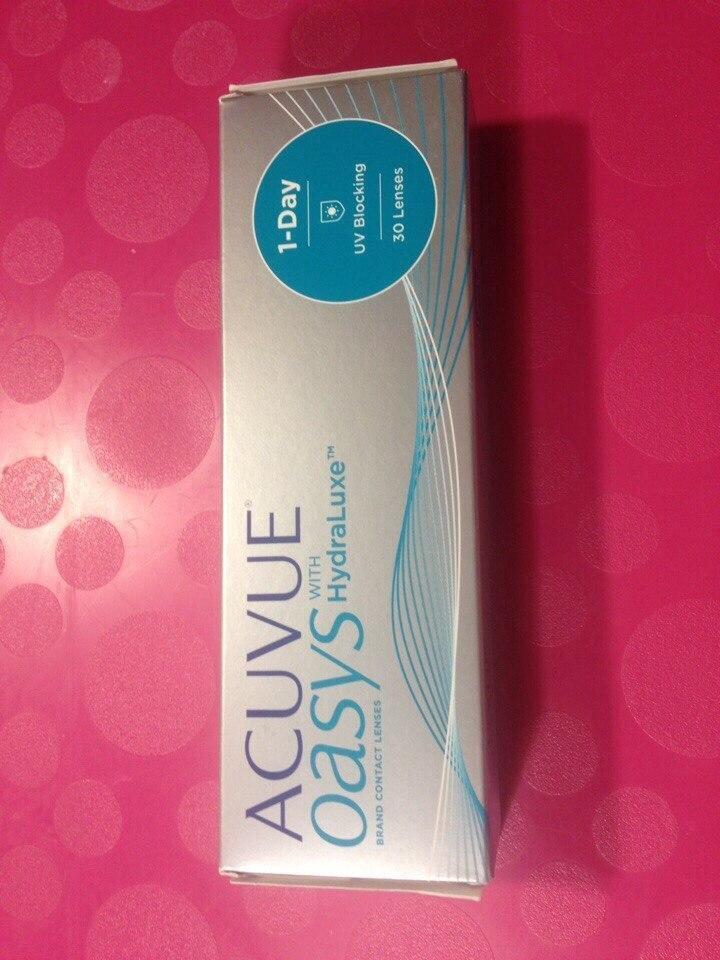 ACUVUE®
OASYS WITH
HydraLuxe™
BRAND CONTACT LENSES
1-Day
UV Blocking
30 Lenses